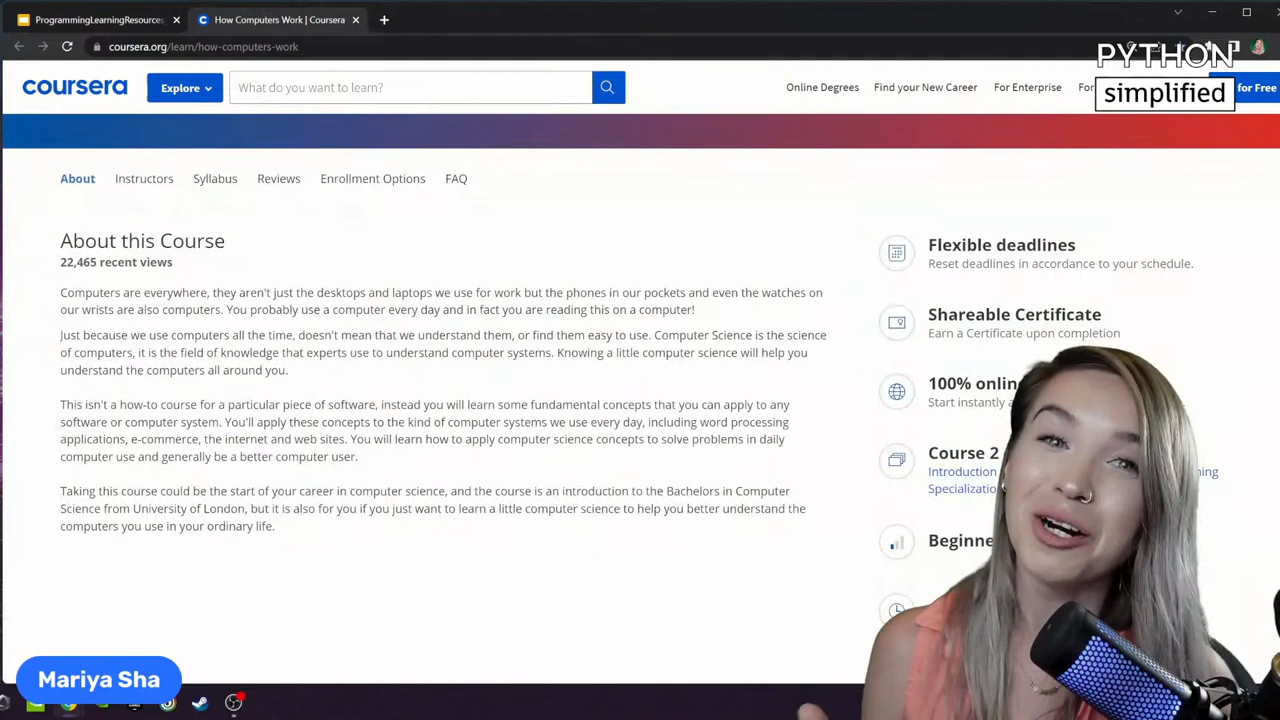 ProgrammingLearningResources
How Computers Work | Coursera
coursera.org/learn/how-computers-work
PYTHON
simplified
coursera
Explore
What do you want to learn?
Online Degrees
Find your New Career
For Enterprise
For
for Free
About
Instructors
Syllabus
Reviews
Enrollment Options
FAQ
About this Course
22,465 recent views
Computers are everywhere, they aren't just the desktops and laptops we use for work but the phones in our pockets and even the watches on
our wrists are also computers. You probably use a computer every day and in fact you are reading this on a computer!
Just because we use computers all the time, doesn't mean that we understand them, or find them easy to use. Computer Science is the science
of computers, it is the field of knowledge that experts use to understand computer systems. Knowing a little computer science will help you
understand the computers all around you.
This isn't a how-to course for a particular piece of software, instead you will learn some fundamental concepts that you can apply to any
software or computer system. You'll apply these concepts to the kind of computer systems we use every day, including word processing
applications, e-commerce, the internet and web sites. You will learn how to apply computer science concepts to solve problems in daily
computer use and generally be a better computer user.
Taking this course could be the start of your career in computer science, and the course is an introduction to the Bachelors in Computer
Science from University of London, but it is also for you if you just want to learn a little computer science to help you better understand the
computers you use in your ordinary life.
Flexible deadlines
Reset deadlines in accordance to your schedule.
Shareable Certificate
Earn a Certificate upon completion
100% onlin
Start instantly
Course 2
Introduction
Specializatio
Beginne
Mariya Sha